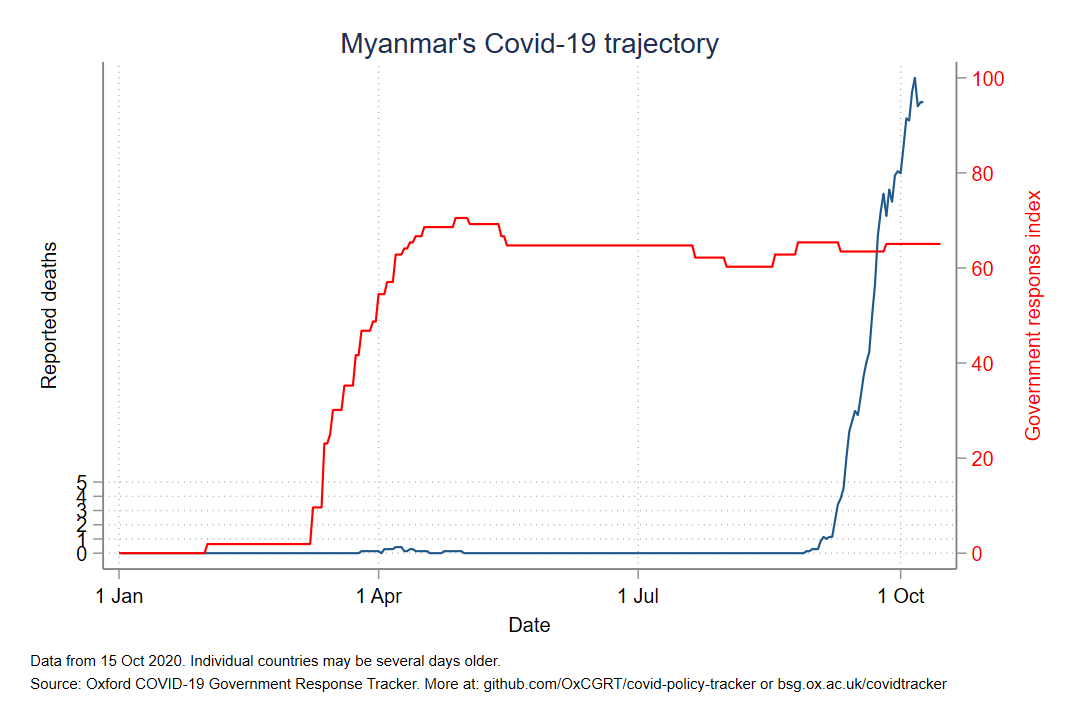 Myanmar's Covid-19 trajectory
Reported deaths
5
4
3
2
1
0
100
80
60
40
20
0
Government response index
1 Jan
1 Apr
1 Jul
1 Oct
Date
Data from 15 Oct 2020. Individual countries may be several days older.
Source: Oxford COVID-19 Government Response Tracker. More at: github.com/OxCGRT/covid-policy-tracker or bsg.ox.ac.uk/covidtracker